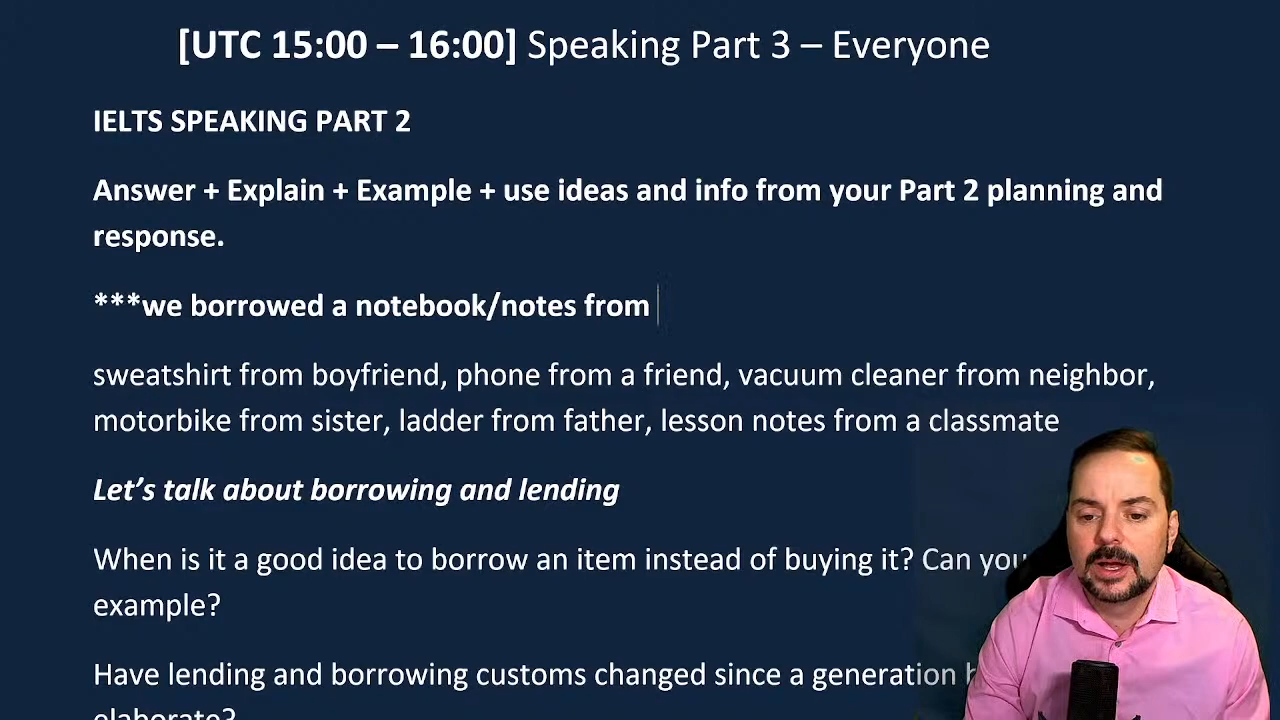 [UTC 15:00 – 16:00] Speaking Part 3 – Everyone
IELTS SPEAKING PART 2
Answer + Explain + Example + use ideas and info from your Part 2 planning and
response.
***we borrowed a notebook/notes from
sweatshirt from boyfriend, phone from a friend, vacuum cleaner from neighbor,
motorbike from sister, ladder from father, lesson notes from a classmate
Let’s talk about borrowing and lending
When is it a good idea to borrow an item instead of buying it? Can you
example?
Have lending and borrowing customs changed since a generation
elaborate?